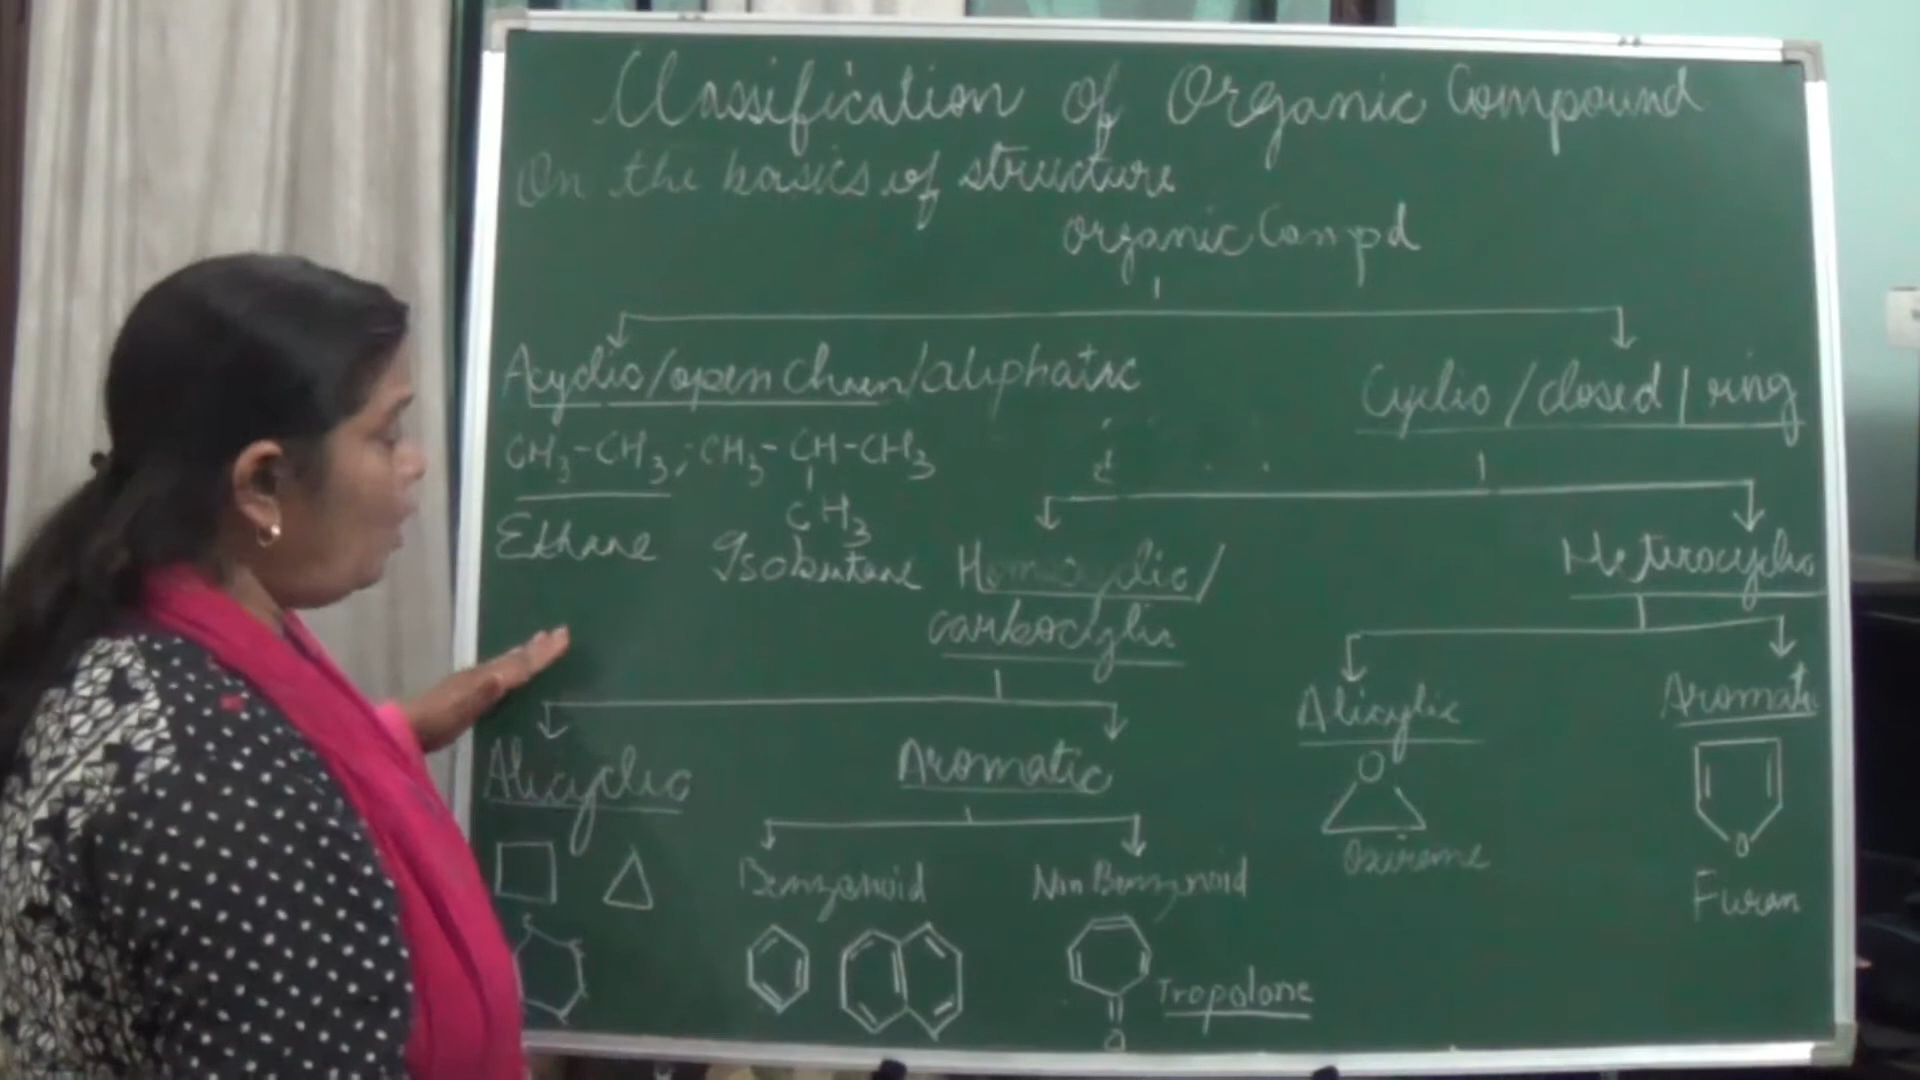 Classification of Organic Compound
On the basics of structure
Organic Compd
Acyclic/open Chain/aliphatic
Cyclic/closed/ring
CH3-CH3, CH3-CH-CH3
CH3
Ethane
Isobutane
Homocyclic/
carbocyclic
Heterocyclic
Alicyclic
Aromatic
Alicyclic
Aromatic
O
Oxirane
O
Furan
Benzenoid
Non Benzenoid
Tropolone
O